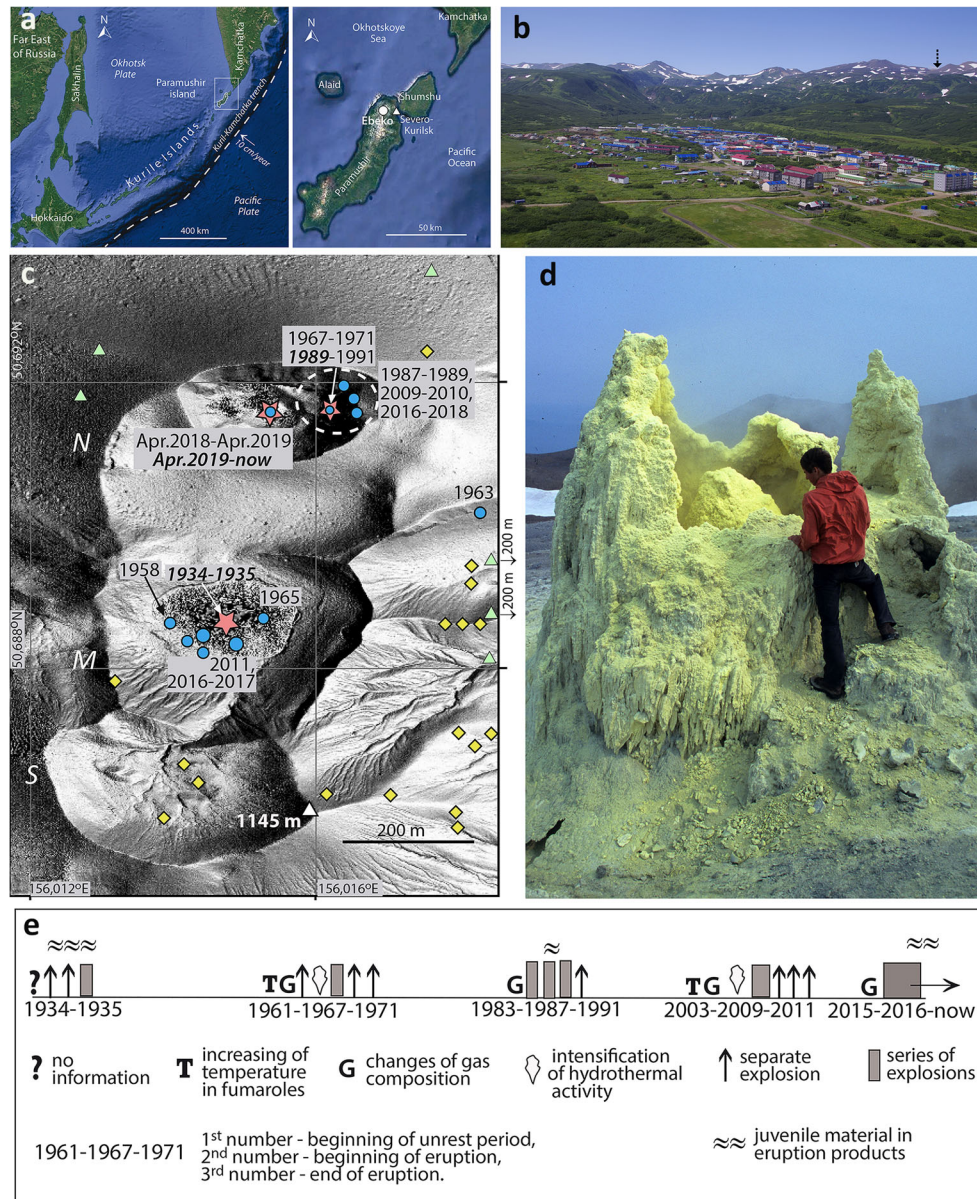 a
Far East
of Russia
N
Okhotsk
Plate
Kamchatka
Sakhalin
Paramushir
island
Kuril-Kamchatka trench
10 cm/year
Kurile Islands
Pacific
Plate
Hokkaido
400 km
Okhotskoye
Sea
Kamchatka
N
Alaid
Shumshu
Ebeko
Severo-
Kurilsk
Paramushir
Pacific
Ocean
50 km
b
c
50,692°N
1967-1971
1989-1991
1987-1989,
2009-2010,
2016-2018
N
Apr.2018-Apr.2019
Apr.2019-now
1963
200 m
200 m
1958
1934-1935
1965
50,688°N
M
2011,
2016-2017
S
1145 m
200 m
156,012°E
156,016°E
d
e
≈≈≈
≈
≈≈
?
T G
G
T G
G
1934-1935
1961-1967-1971
1983-1987-1991
2003-2009-2011
2015-2016-now
? no
information
T increasing of
temperature
in fumaroles
G changes of gas
composition
intensification
of hydrothermal
activity
separate
explosion
series of
explosions
1961-1967-1971
1st number - beginning of unrest period,
2nd number - beginning of eruption,
3rd number - end of eruption.
≈≈ juvenile material in
eruption products